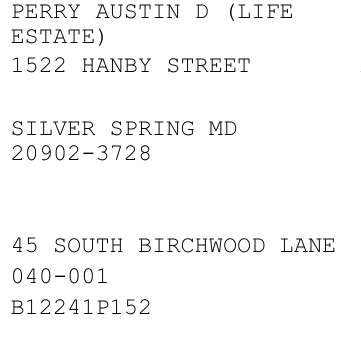 PERRY AUSTIN D (LIFE
ESTATE)
1522 HANBY STREET
SILVER SPRING MD
20902-3728
45 SOUTH BIRCHWOOD LANE
040-001
B12241P152